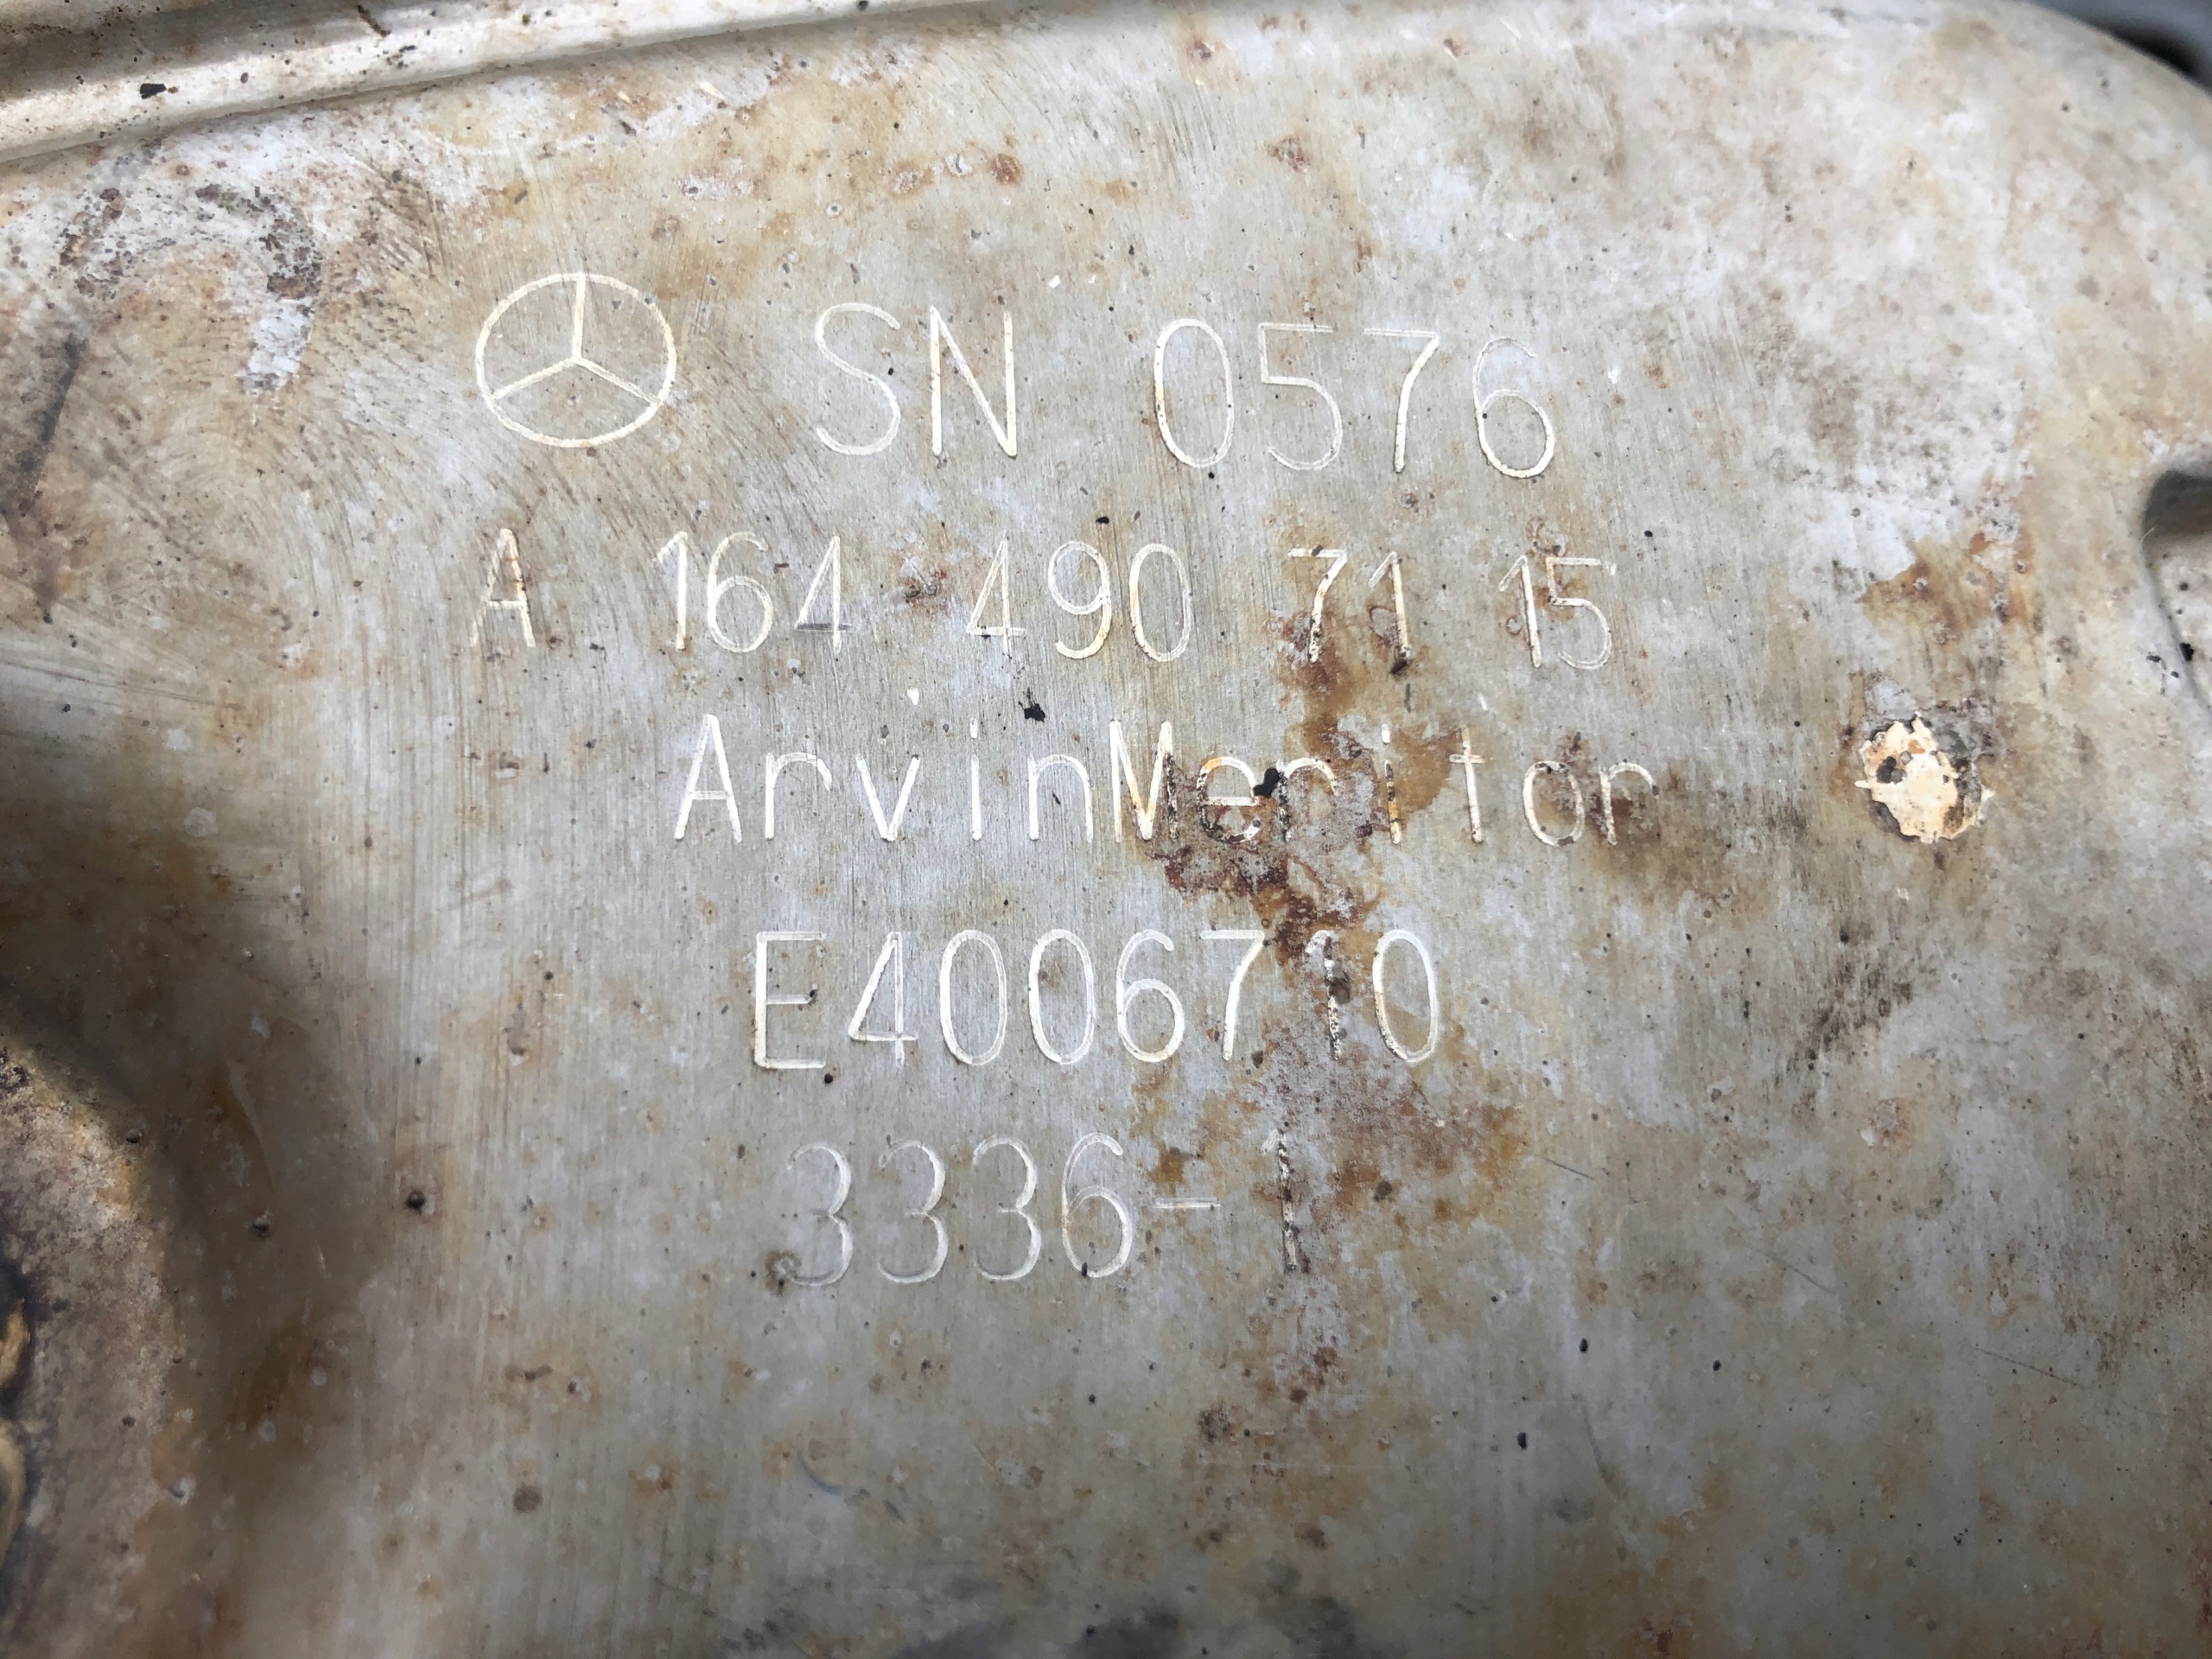 SN 0576
A 164 490 71 15
ArvinMeritor
E4006710
3336-1